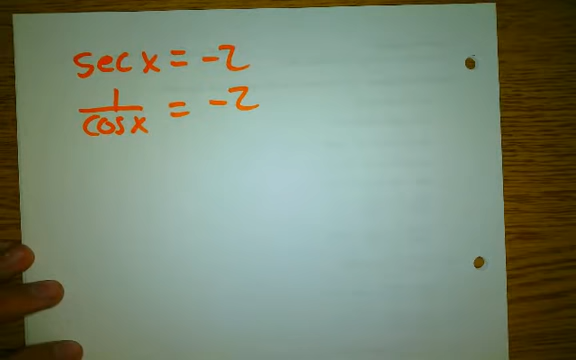 sec x = -2
1/cos x = -2